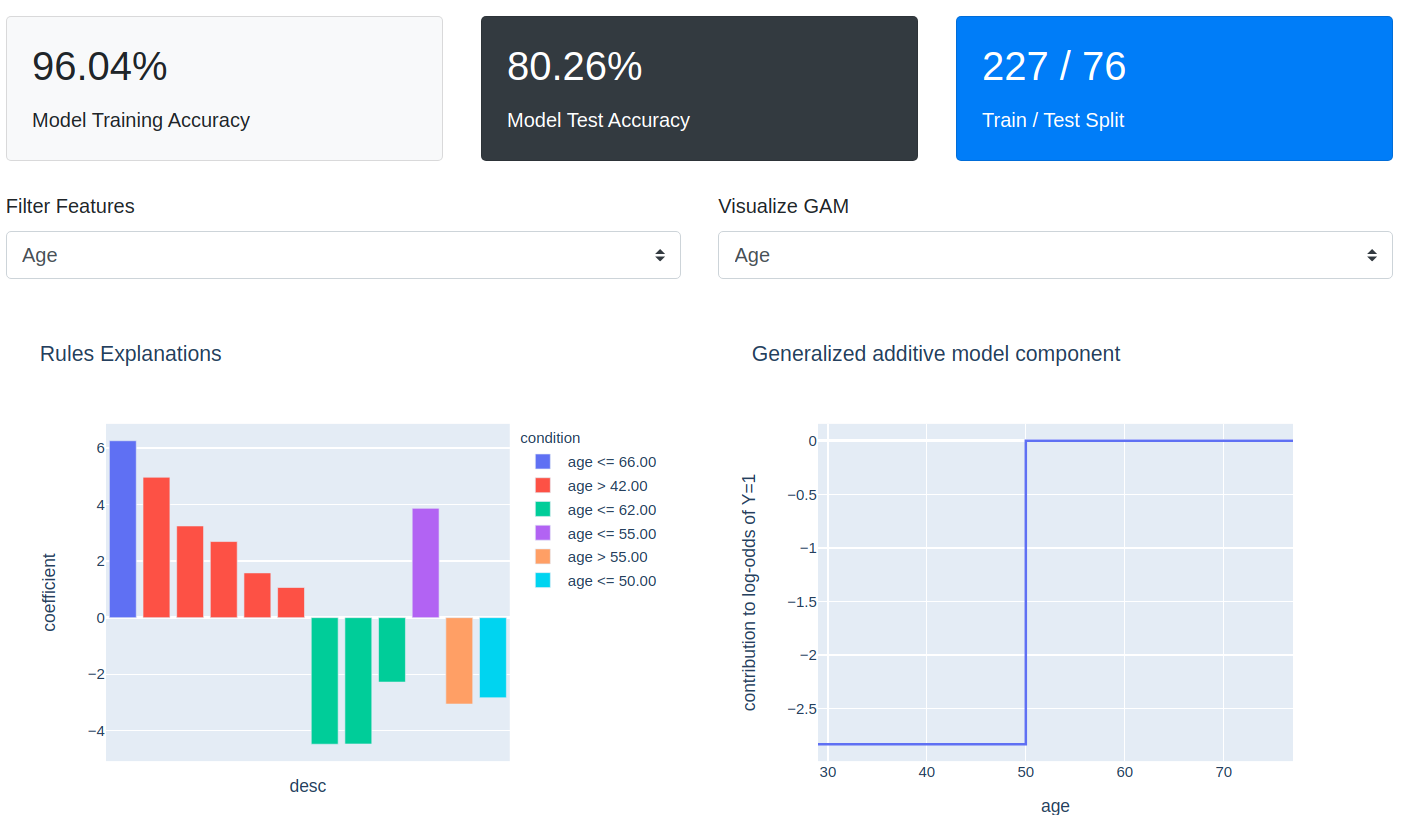 96.04%
Model Training Accuracy
80.26%
Model Test Accuracy
227 / 76
Train / Test Split
Filter Features
Age
Visualize GAM
Age
Rules Explanations
6
4
2
0
−2
−4
coefficient
desc
condition
age <= 66.00
age > 42.00
age <= 62.00
age <= 55.00
age > 55.00
age <= 50.00
Generalized additive model component
0
−0.5
−1
−1.5
−2
−2.5
contribution to log-odds of Y=1
30 40 50 60 70
age